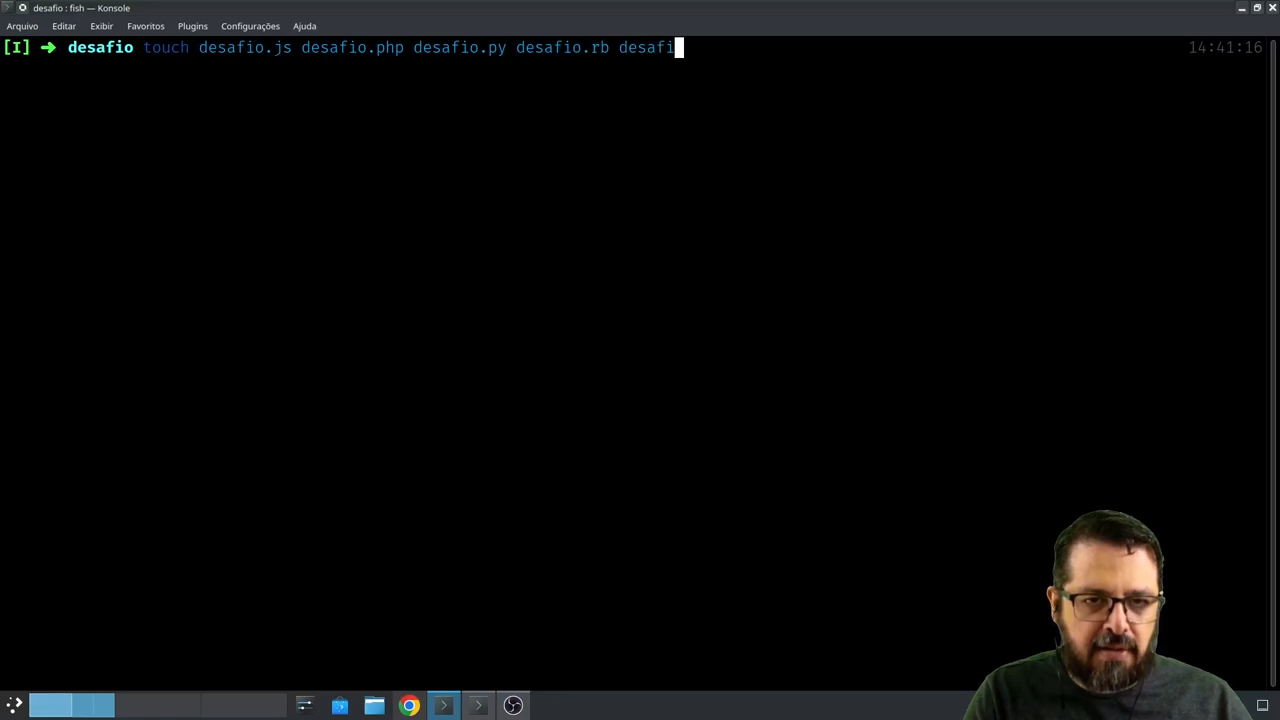 desafio : fish — Konsole
Arquivo Editar Exibir Favoritos Plugins Configurações Ajuda
[I] ➜ desafio touch desafio.js desafio.php desafio.py desafio.rb desafi 14:41:16